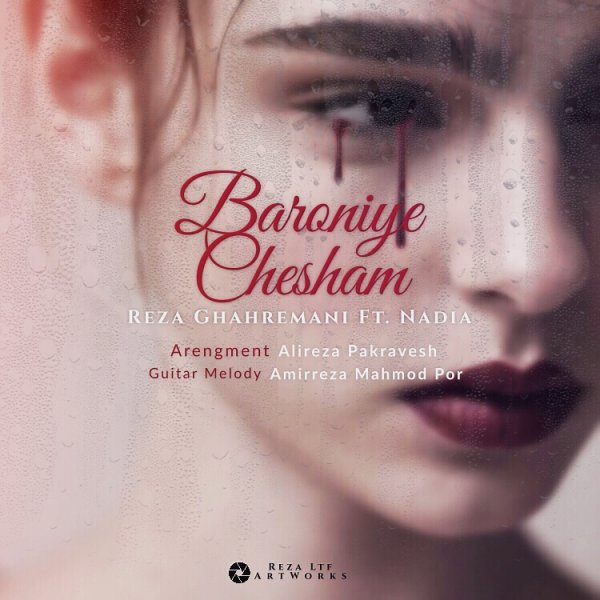 Baroniye
Chesham
Reza Ghahremani Ft. Nadia
Arengment Alireza Pakravesh
Guitar Melody Amirreza Mahmod Por
Reza Ltf
ArtWorks